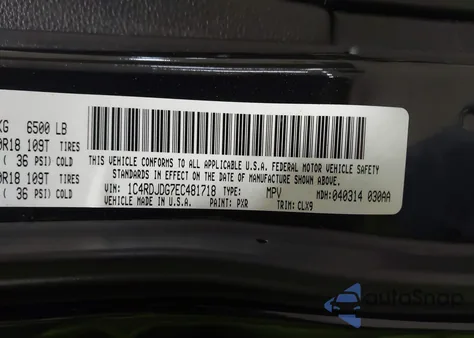 KG 6500 LB
0R18 109T TIRES
( 36 PSI) COLD
0R18 109T TIRES
( 36 PSI) COLD
THIS VEHICLE CONFORMS TO ALL APPLICABLE U.S.A. FEDERAL MOTOR VEHICLE SAFETY
STANDARDS IN EFFECT ON THE DATE OF MANUFACTURE SHOWN ABOVE.
VIN: 1C4RDJDG7EC481718 TYPE: MPV MDH: 040314 030AA
VEHICLE MADE IN U.S.A. PAINT: PXR TRIM: CLX9
autoSnap